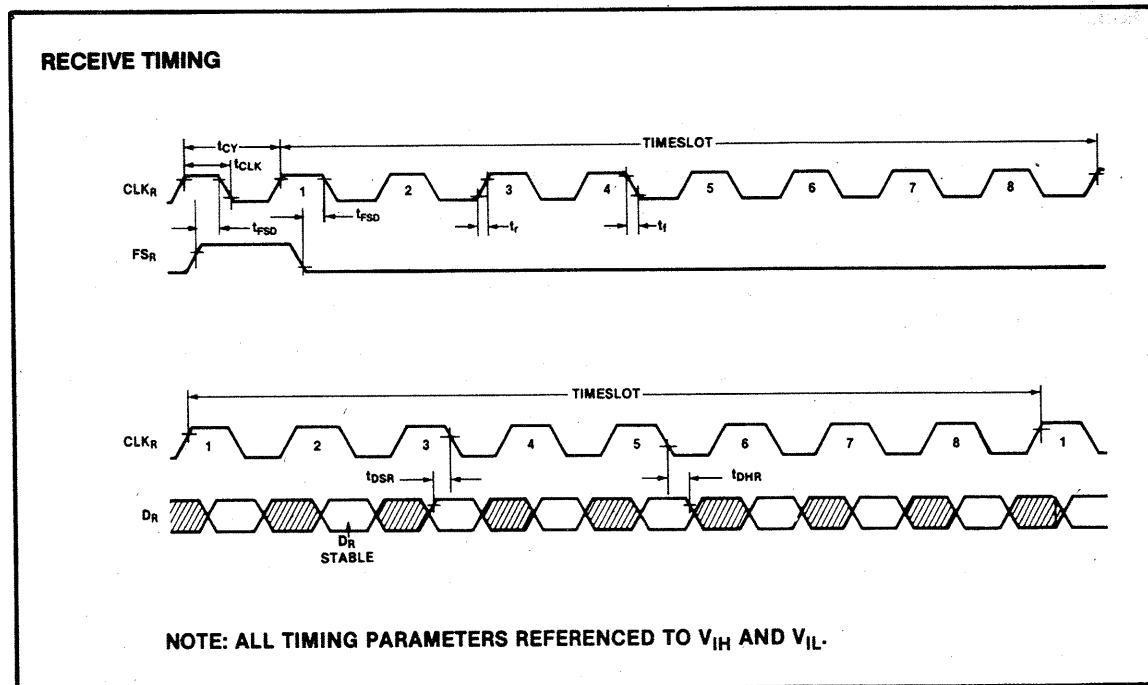 RECEIVE TIMING
tCY
TIMESLOT
tCLK
CLKR
1 2 3 4 5 6 7 8
tFSD
tFSD
tr
tf
FSR
TIMESLOT
CLKR
1 2 3 4 5 6 7 8 1
tDSR
tDHR
DR
DR
STABLE
NOTE: ALL TIMING PARAMETERS REFERENCED TO VIH AND VIL.